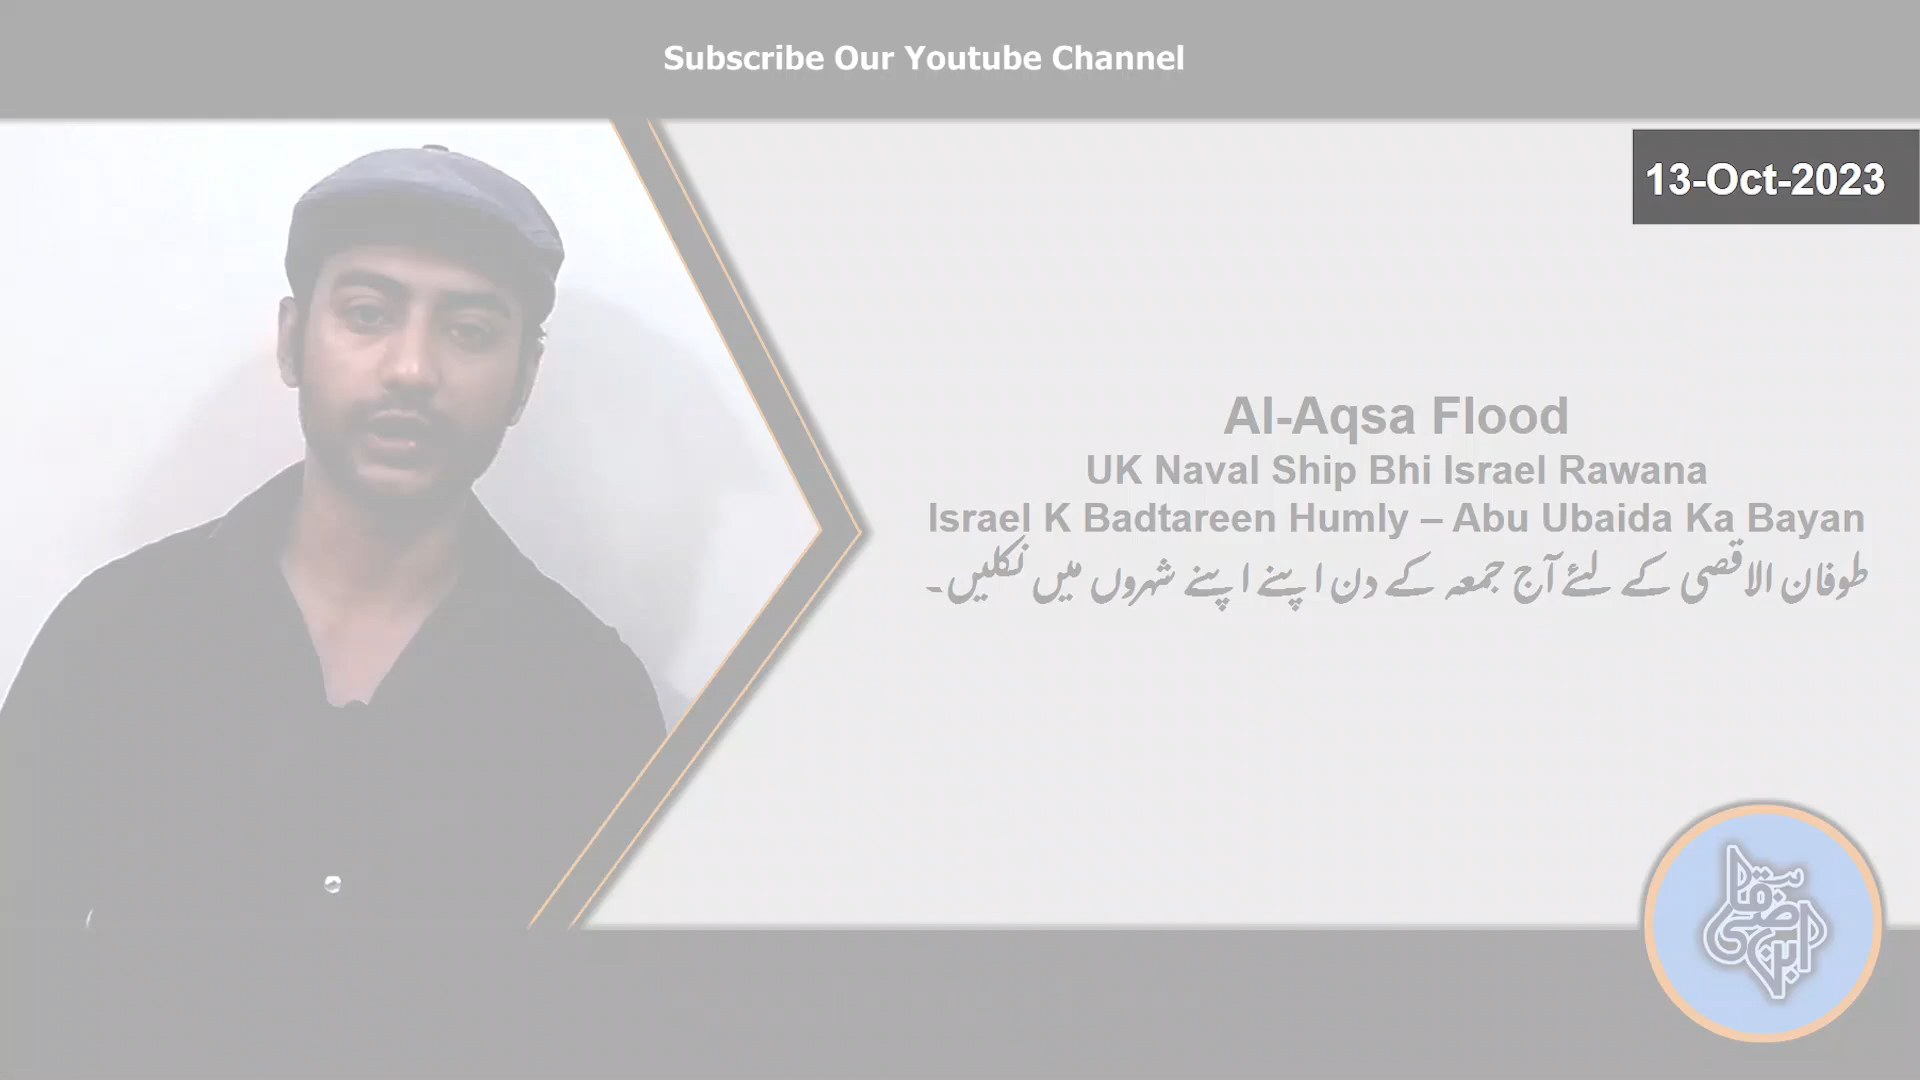 Subscribe Our Youtube Channel
13-Oct-2023
Al-Aqsa Flood
UK Naval Ship Bhi Israel Rawana
Israel K Badtareen Humly – Abu Ubaida Ka Bayan
طوفان الاقصی کے لئے آج جمعہ کے دن اپنے اپنے شہروں میں نکلیں۔